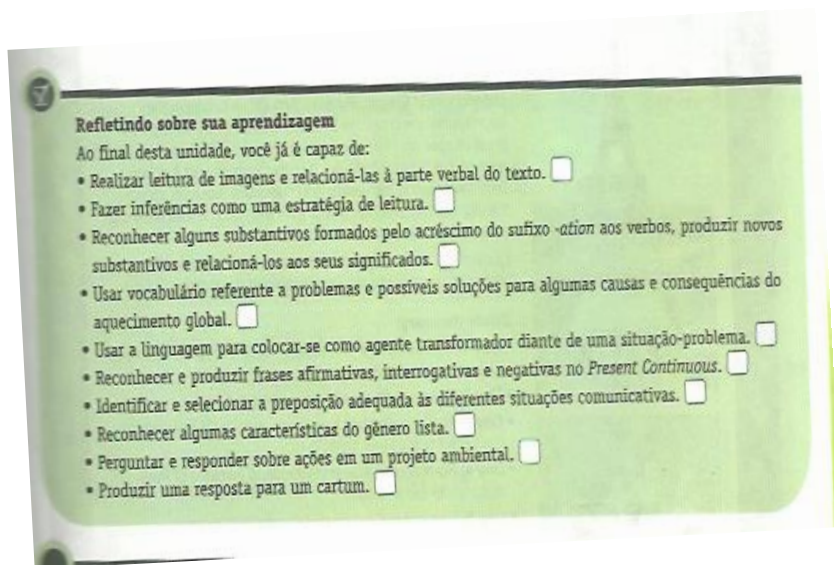 Refletindo sobre sua aprendizagem
Ao final desta unidade, você já é capaz de:
• Realizar leitura de imagens e relacioná-las à parte verbal do texto.
• Fazer inferências como uma estratégia de leitura.
• Reconhecer alguns substantivos formados pelo acréscimo do sufixo -ation aos verbos, produzir novos
substantivos e relacioná-los aos seus significados.
• Usar vocabulário referente a problemas e possíveis soluções para algumas causas e consequências do
aquecimento global.
• Usar a linguagem para colocar-se como agente transformador diante de uma situação-problema.
• Reconhecer e produzir frases afirmativas, interrogativas e negativas no Present Continuous.
• Identificar e selecionar a preposição adequada às diferentes situações comunicativas.
• Reconhecer algumas características do gênero lista.
• Perguntar e responder sobre ações em um projeto ambiental.
• Produzir uma resposta para um cartum.